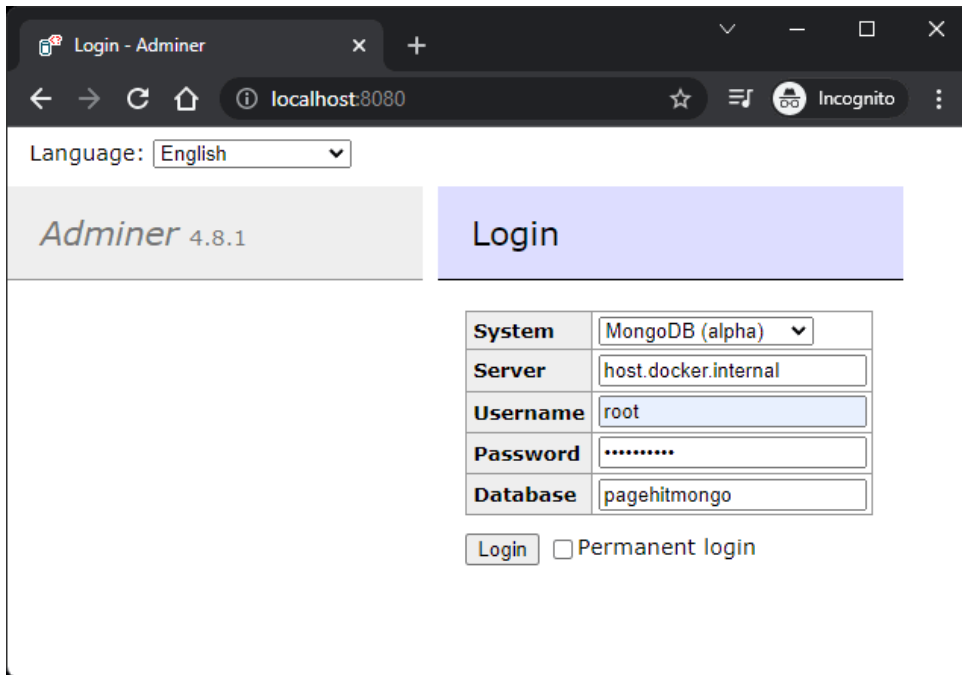 Login - Adminer
localhost:8080
Incognito
Language: English
Adminer 4.8.1
Login
System MongoDB (alpha)
Server host.docker.internal
Username root
Password ••••••••••
Database pagehitmongo
Login Permanent login